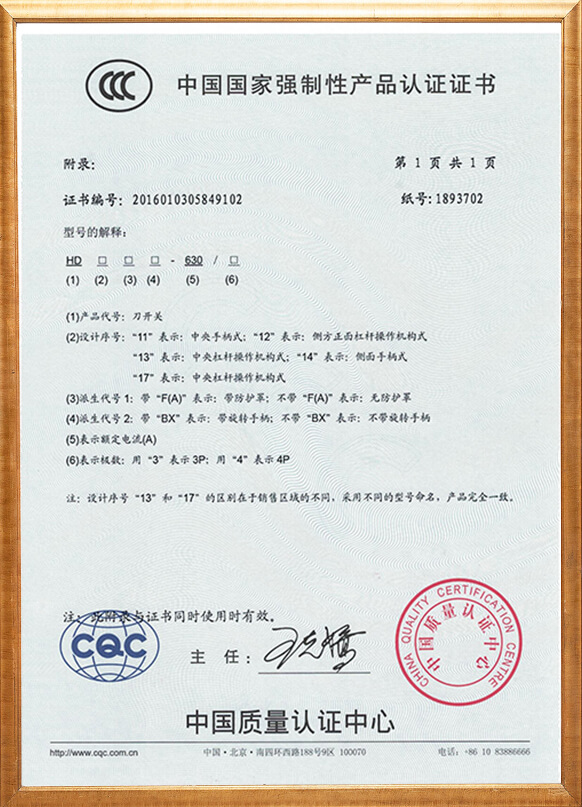 CCC 中国国家强制性产品认证证书
附录: 第 1 页 共 1 页
证书编号: 2016010305849102 纸号: 1893702
型号的解释:
HD □ □ □ - 630 / □
(1) (2) (3) (4) (5) (6)
(1)产品代号: 刀开关
(2)设计序号: “11” 表示: 中央手柄式; “12” 表示: 侧方正面杠杆操作机构式
“13” 表示: 中央杠杆操作机构式; “14” 表示: 侧面手柄式
“17” 表示: 中央杠杆操作机构式
(3)派生代号 1: 带 “F(A)” 表示: 带防护罩; 不带 “F(A)” 表示: 无防护罩
(4)派生代号 2: 带 “BX” 表示: 带旋转手柄; 不带 “BX” 表示: 不带旋转手柄
(5)表示额定电流(A)
(6)表示极数: 用 “3” 表示 3P; 用 “4” 表示 4P
注: 设计序号 “13” 和 “17” 的区别在于销售区域的不同, 采用不同的型号命名, 产品完全一致。
注: 此附录与证书同时使用时有效。
CQC
主 任:
CHINA QUALITY CERTIFICATION CENTRE
中国质量认证中心
中国质量认证中心
http://www.cqc.com.cn 中国·北京·南四环西路188号9区 100070 电话: +86 10 83886666